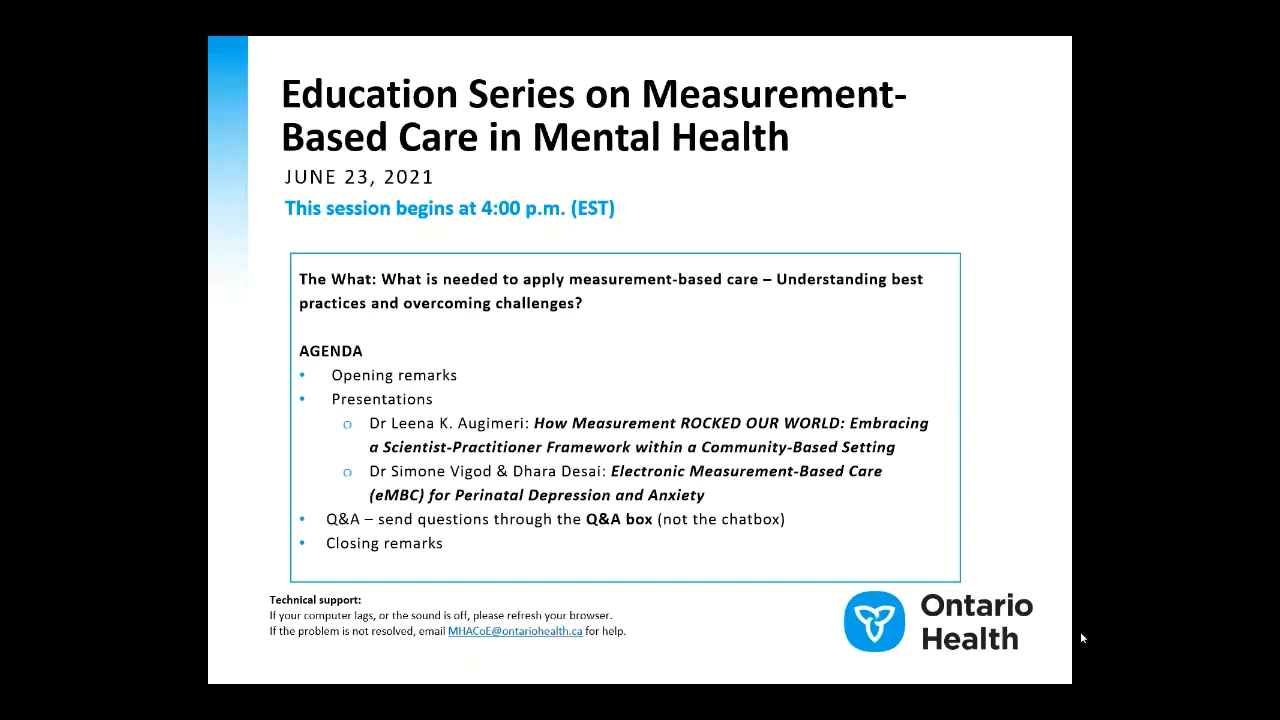 Education Series on Measurement-
Based Care in Mental Health
JUNE 23, 2021
This session begins at 4:00 p.m. (EST)
The What: What is needed to apply measurement-based care – Understanding best
practices and overcoming challenges?
AGENDA
• Opening remarks
• Presentations
o Dr Leena K. Augimeri: How Measurement ROCKED OUR WORLD: Embracing
a Scientist-Practitioner Framework within a Community-Based Setting
o Dr Simone Vigod & Dhara Desai: Electronic Measurement-Based Care
(eMBC) for Perinatal Depression and Anxiety
• Q&A – send questions through the Q&A box (not the chatbox)
• Closing remarks
Technical support:
If your computer lags, or the sound is off, please refresh your browser.
If the problem is not resolved, email MHACoE@ontariohealth.ca for help.
Ontario
Health